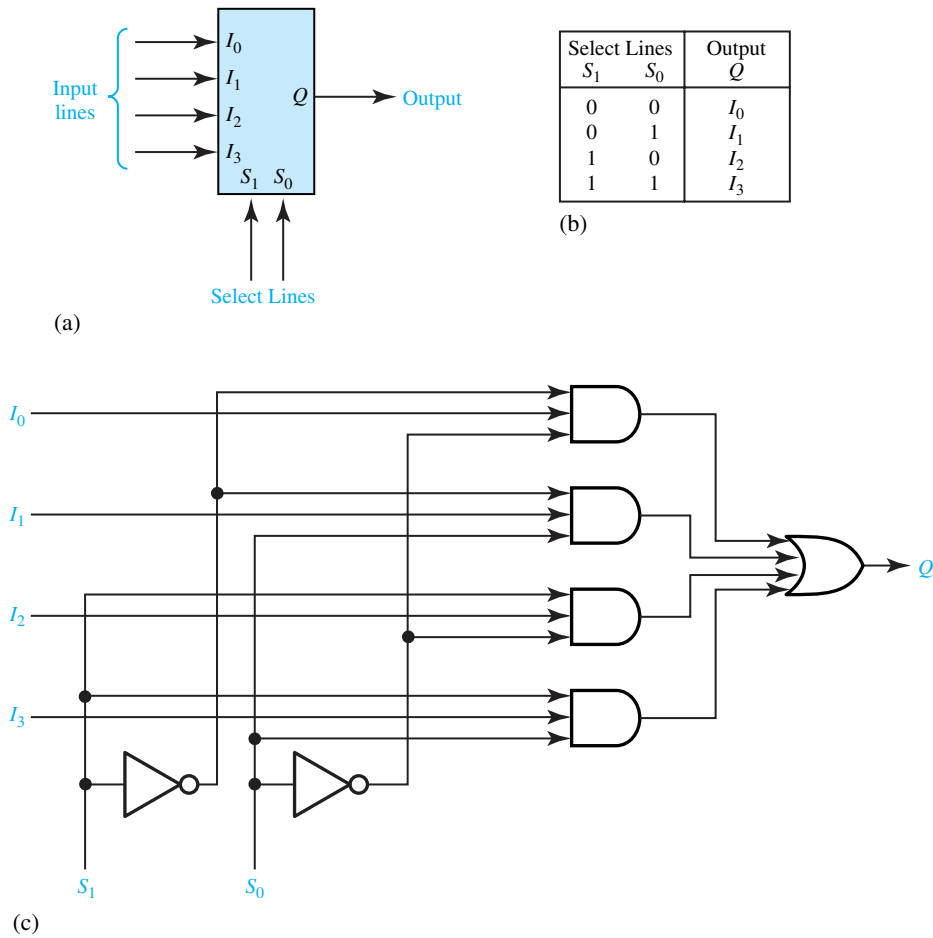 I0
I1
Input lines
Q
Output
I2
I3
S1 S0
Select Lines
(a)
Select Lines Output
S1 S0 Q
0 0 I0
0 1 I1
1 0 I2
1 1 I3
(b)
I0
I1
Q
I2
I3
S1 S0
(c)